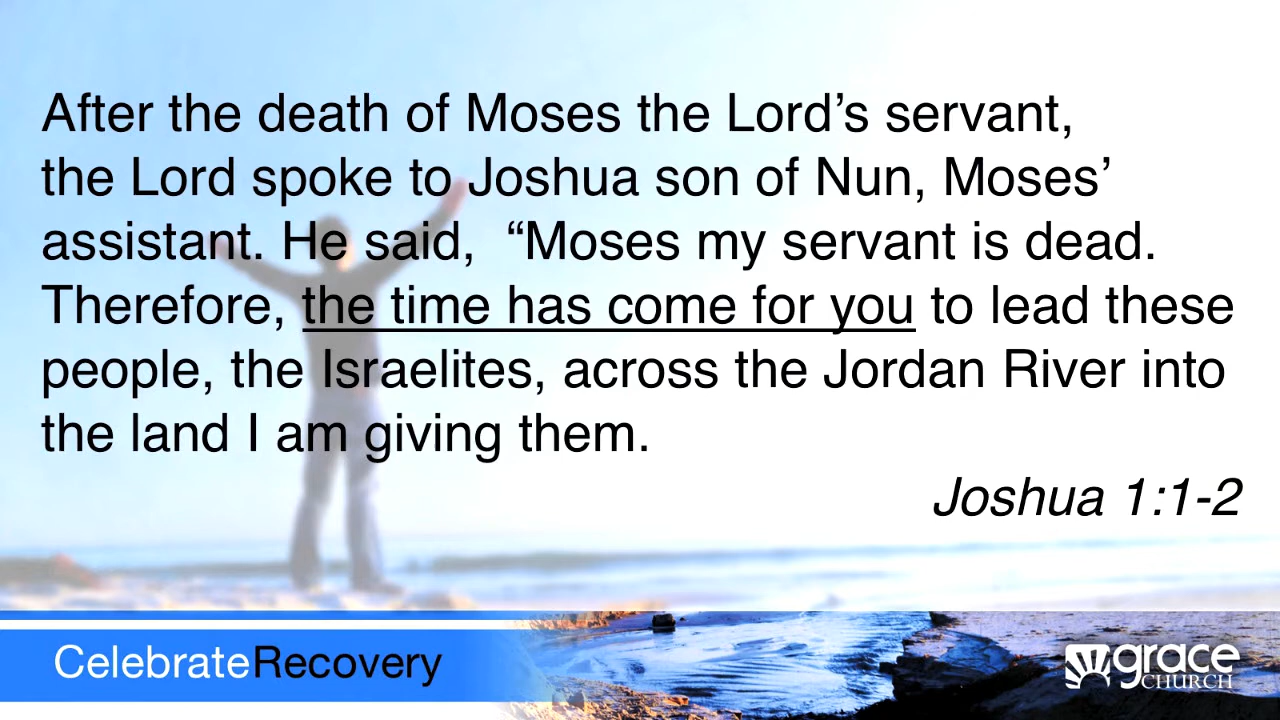 After the death of Moses the Lord’s servant,
the Lord spoke to Joshua son of Nun, Moses’
assistant. He said,  “Moses my servant is dead.
Therefore, the time has come for you to lead these
people, the Israelites, across the Jordan River into
the land I am giving them.
Joshua 1:1-2
CelebrateRecovery
grace
CHURCH